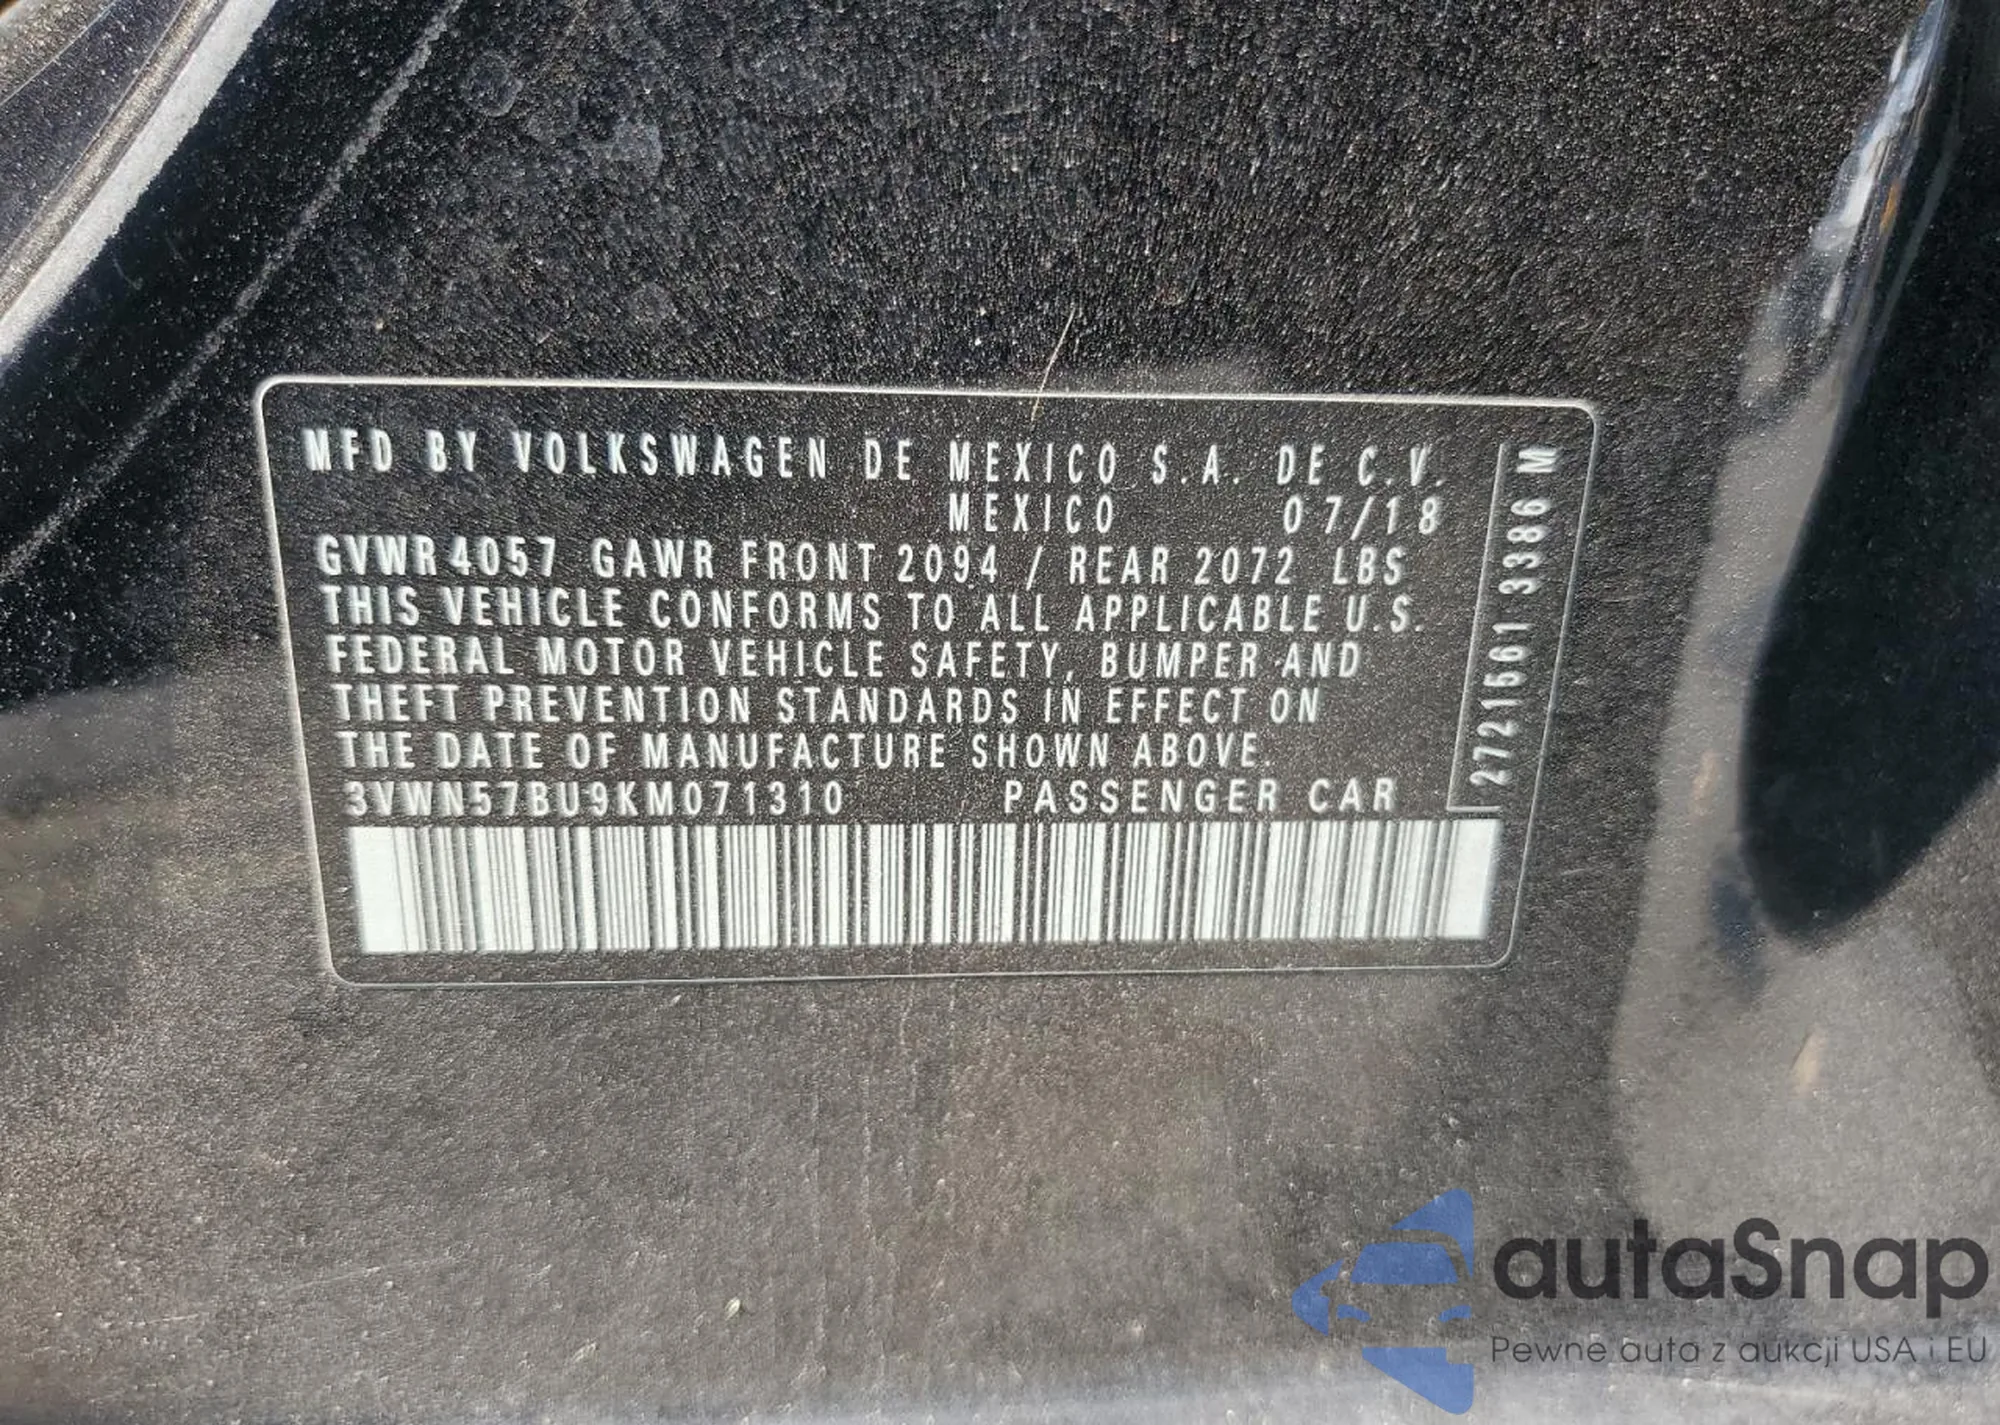 MFD BY VOLKSWAGEN DE MEXICO S.A. DE C.V.
MEXICO 07/18
GVWR 4057 GAWR FRONT 2094 / REAR 2072 LBS
THIS VEHICLE CONFORMS TO ALL APPLICABLE U.S.
FEDERAL MOTOR VEHICLE SAFETY, BUMPER AND
THEFT PREVENTION STANDARDS IN EFFECT ON
THE DATE OF MANUFACTURE SHOWN ABOVE.
3VWN57BU9KM071310 PASSENGER CAR
2721561 3386 M
autaSnap
Pewne auta z aukcji USA i EU